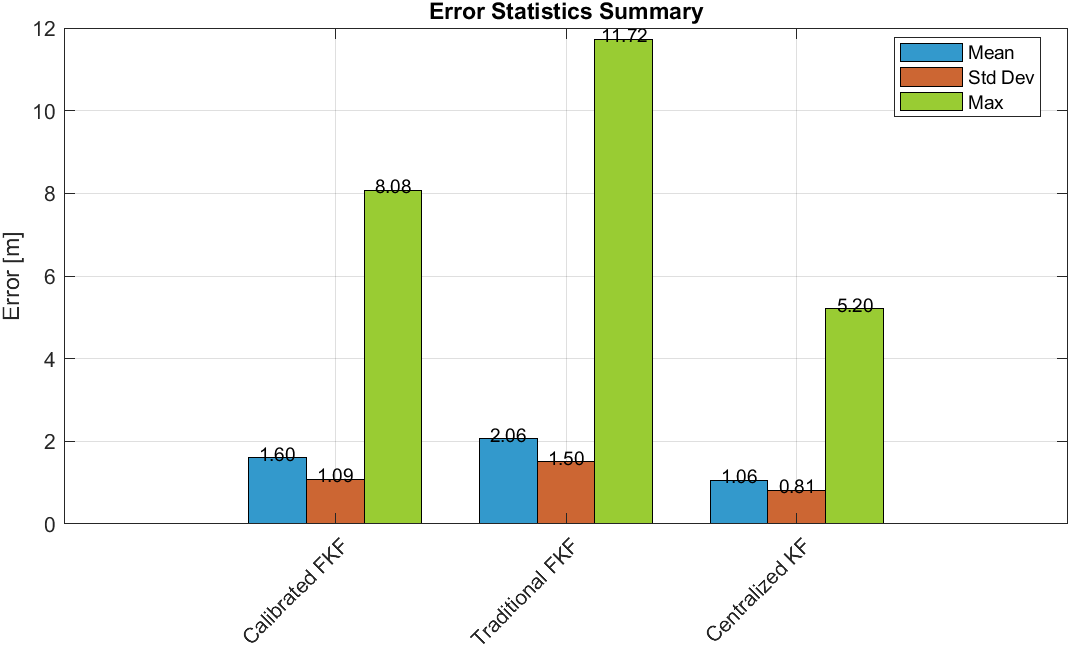 Error Statistics Summary
Mean
Std Dev
Max
Error [m]
12
10
8
6
4
2
0
1.60
1.09
8.08
2.06
1.50
11.72
1.06
0.81
5.20
Calibrated FKF
Traditional FKF
Centralized KF